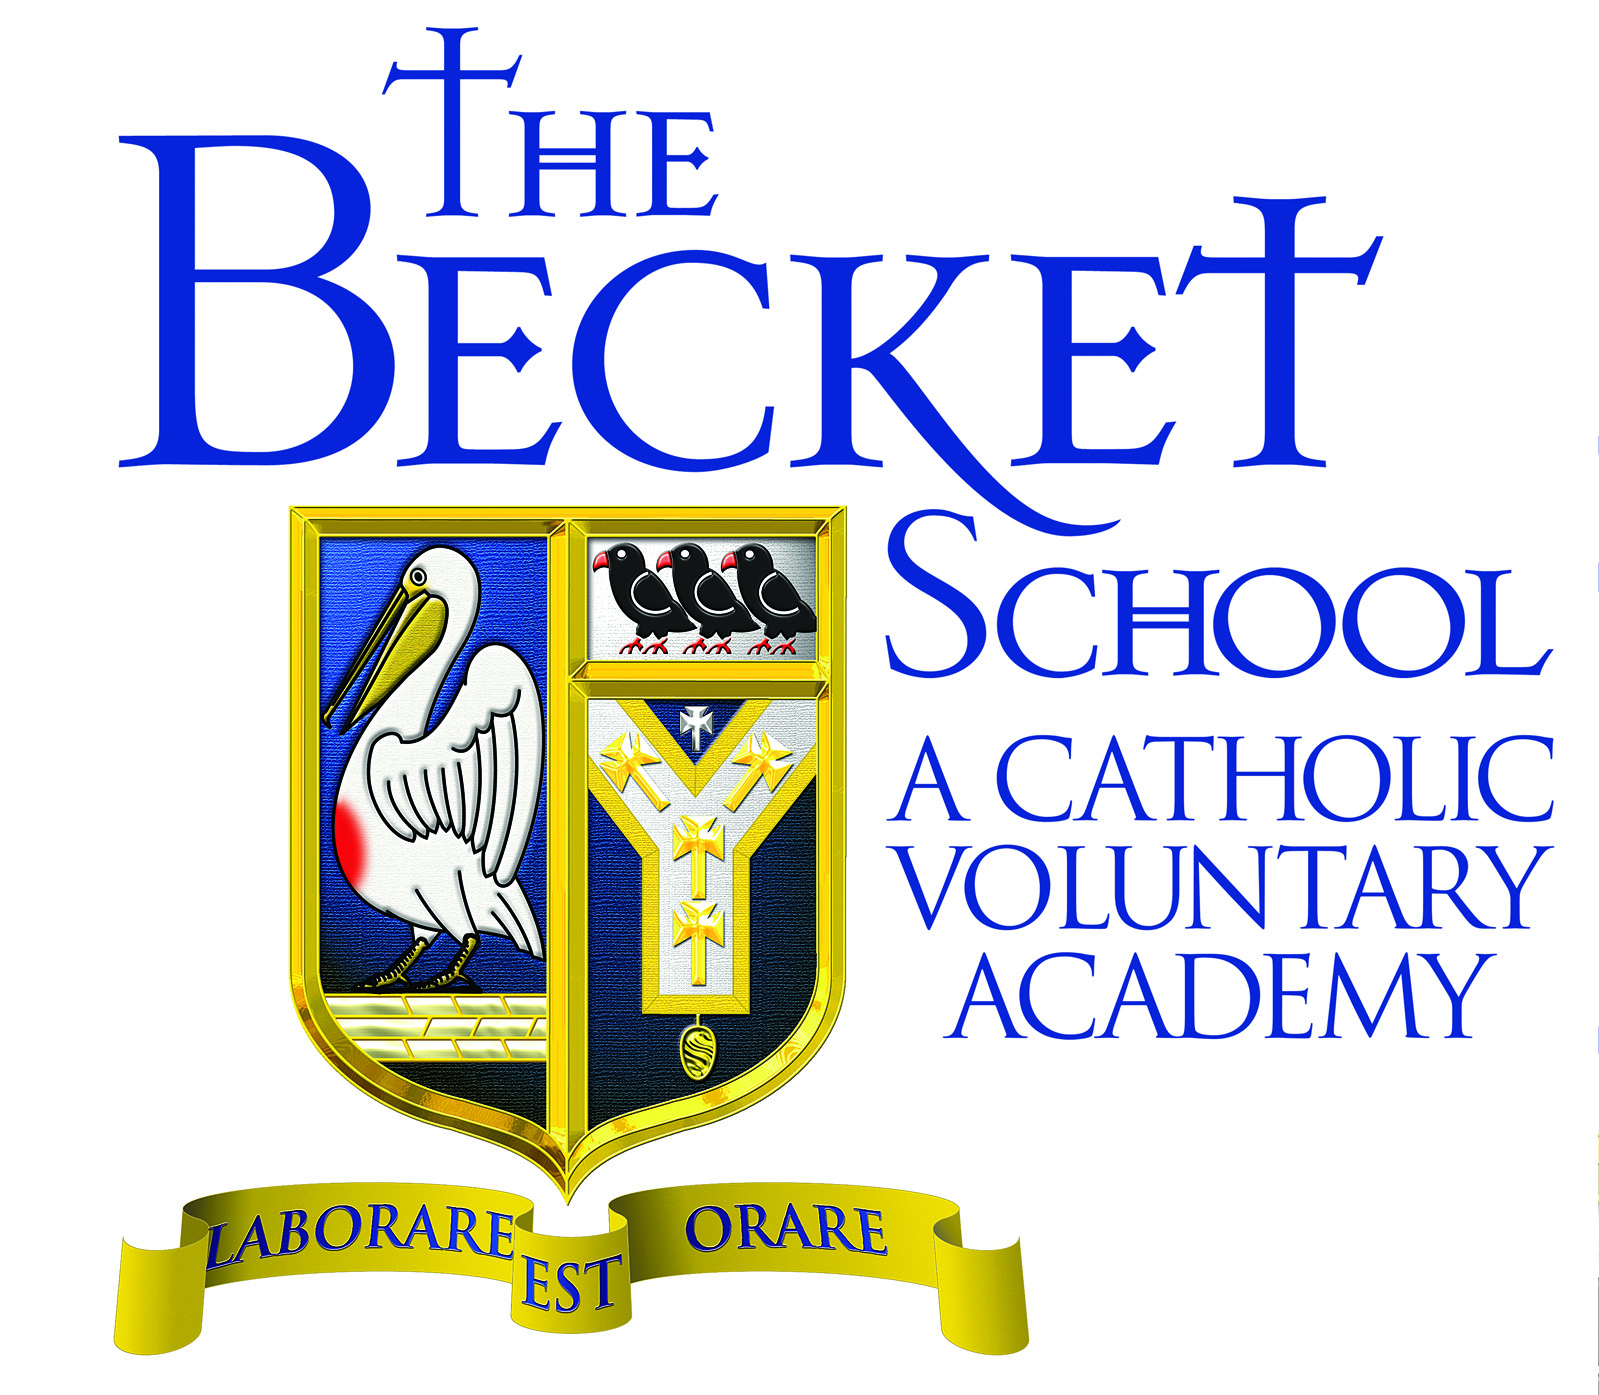 THE
BECKET
SCHOOL
A CATHOLIC
VOLUNTARY
ACADEMY
LABORARE EST ORARE